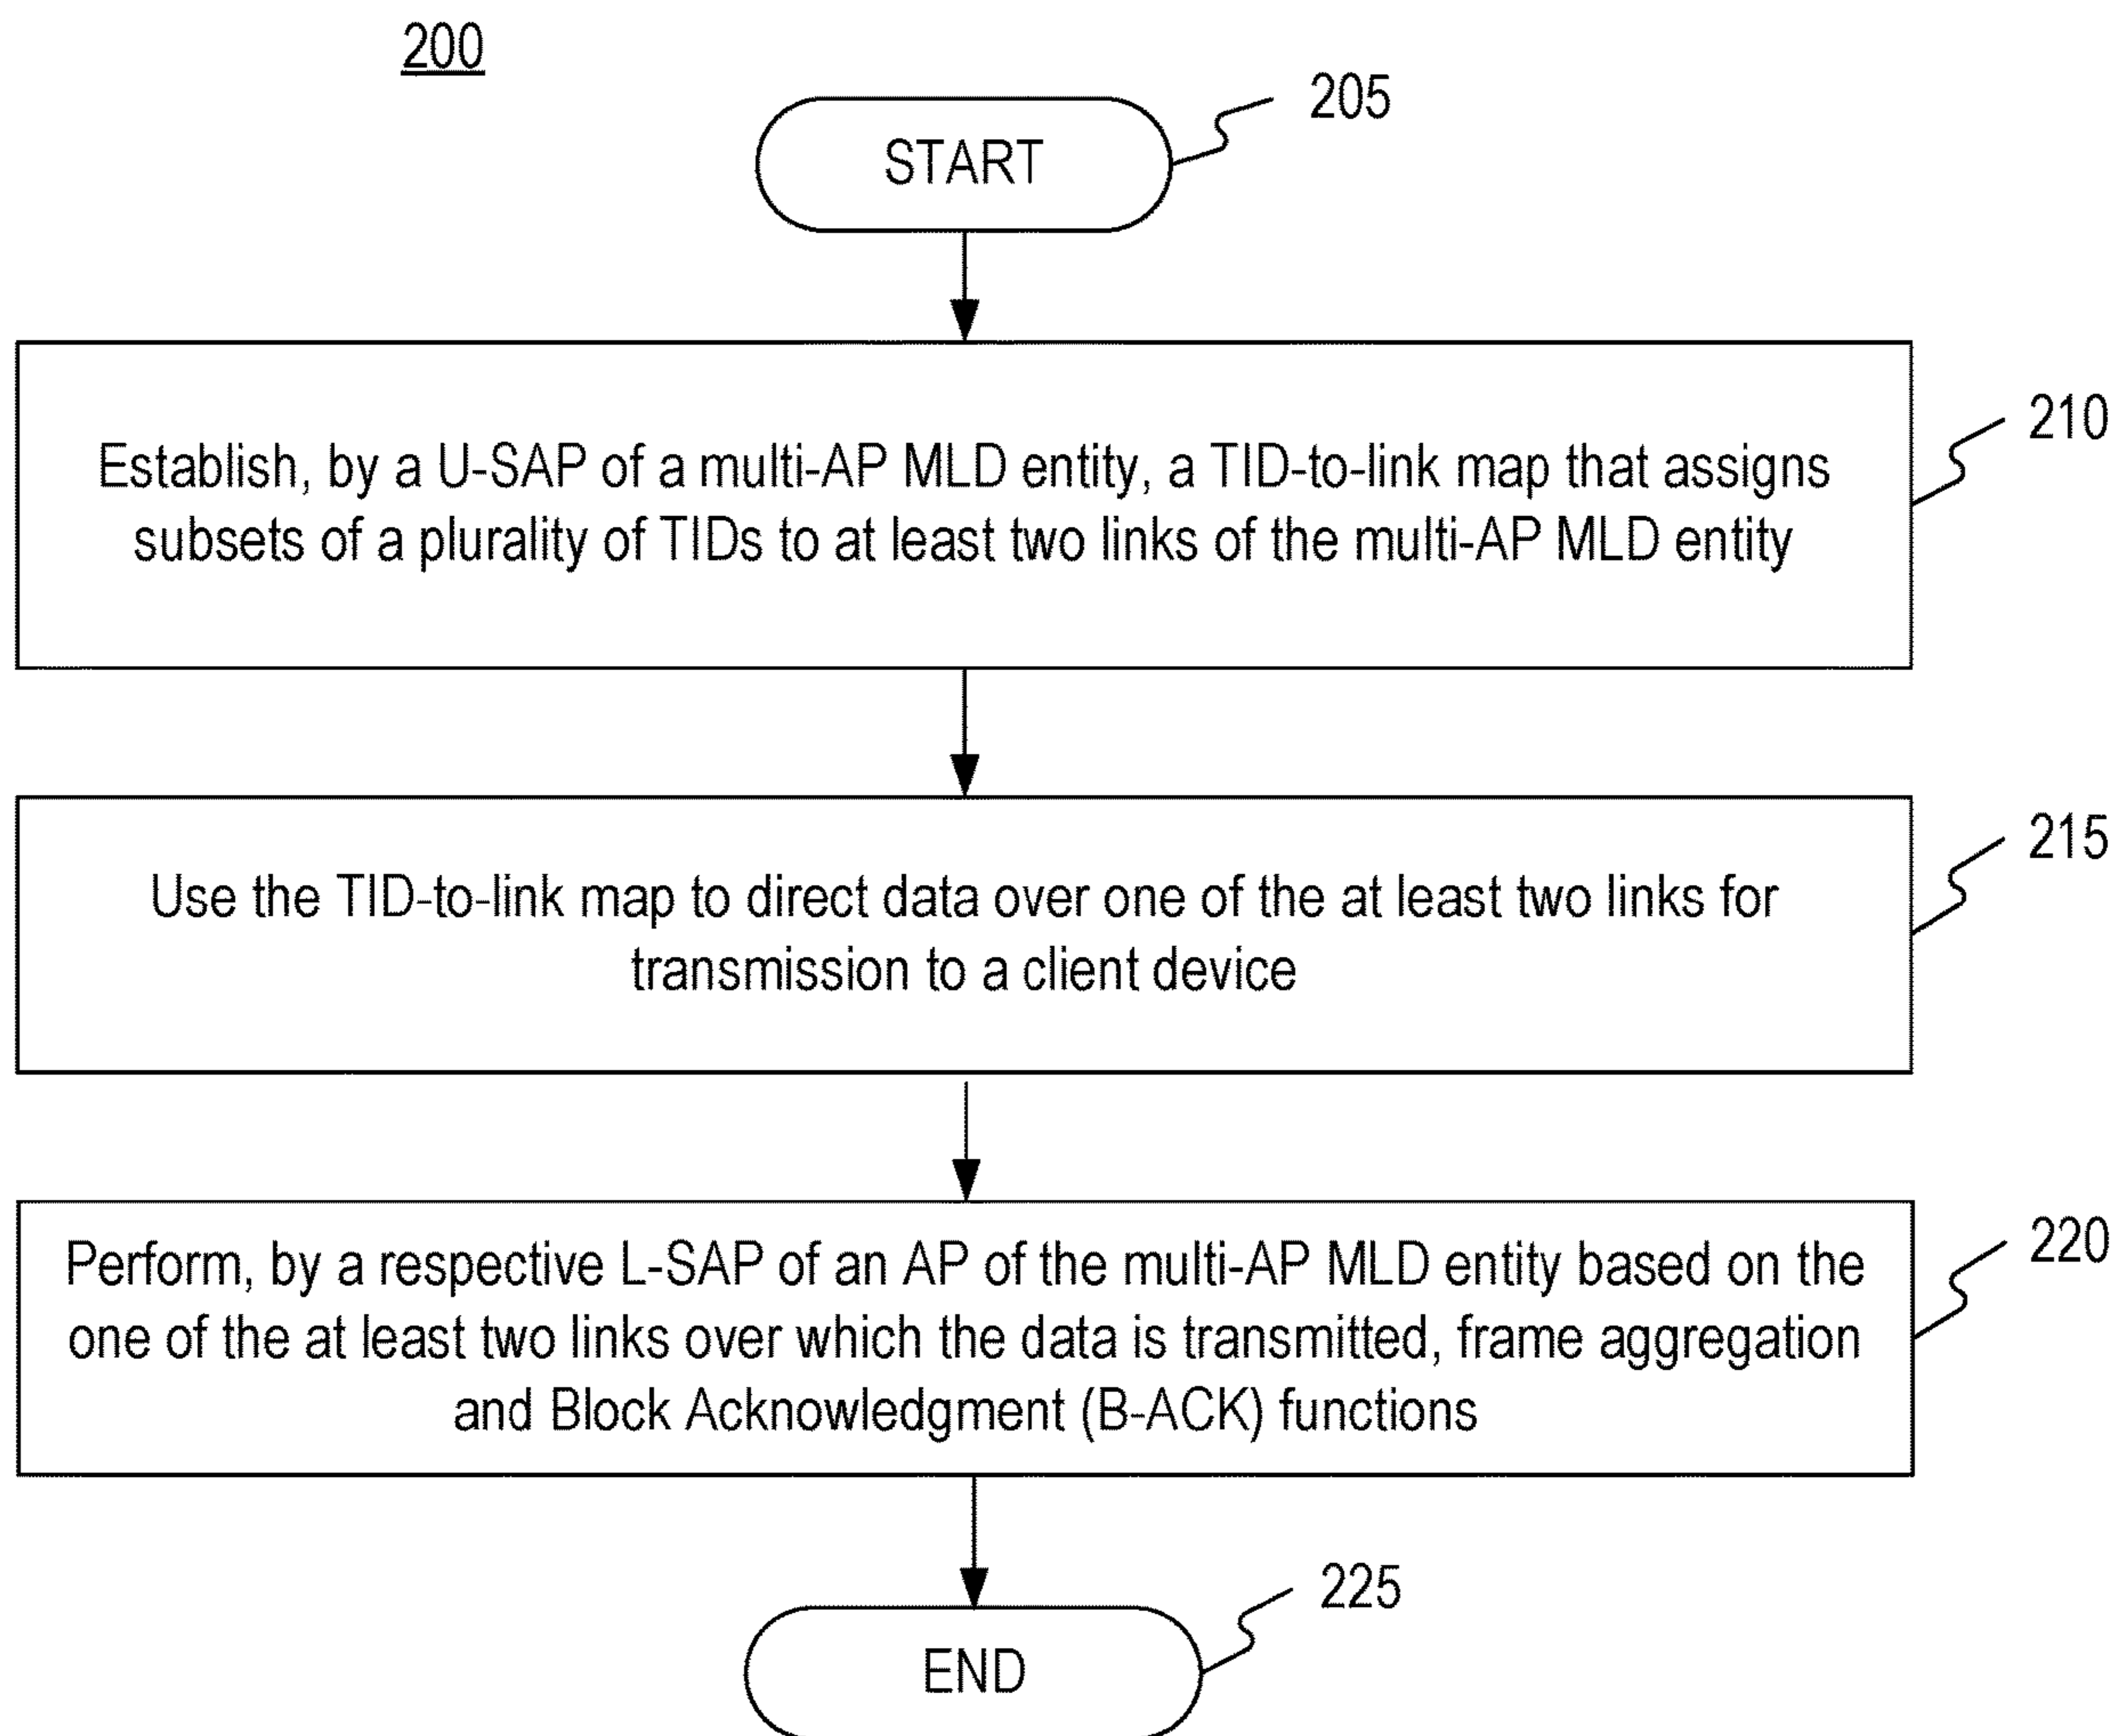 200
START
205
Establish, by a U-SAP of a multi-AP MLD entity, a TID-to-link map that assigns
subsets of a plurality of TIDs to at least two links of the multi-AP MLD entity
210
Use the TID-to-link map to direct data over one of the at least two links for
transmission to a client device
215
Perform, by a respective L-SAP of an AP of the multi-AP MLD entity based on the
one of the at least two links over which the data is transmitted, frame aggregation
and Block Acknowledgment (B-ACK) functions
220
END
225